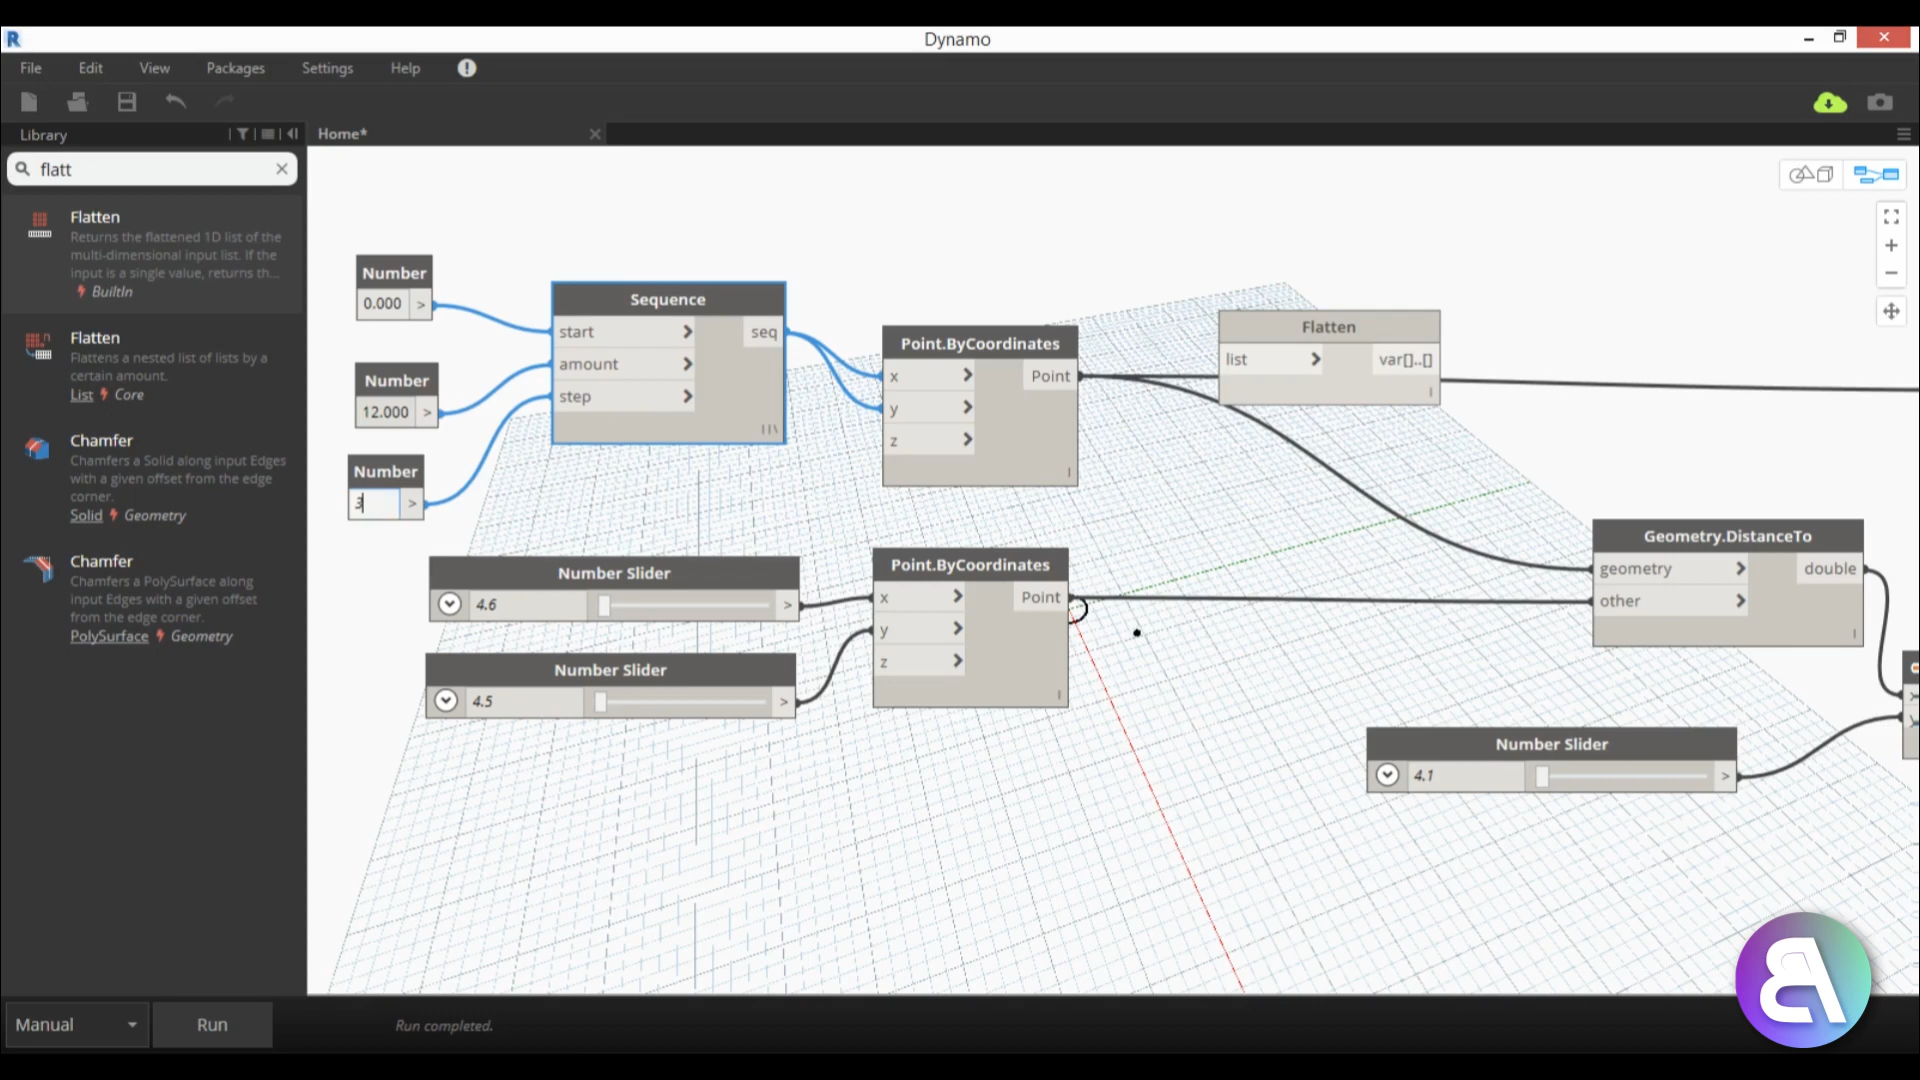 Dynamo
File Edit View Packages Settings Help
Library
Home*
flatt
Flatten
Returns the flattened 1D list of the
multi-dimensional input list. If the
input is a single value, returns th...
BuiltIn
Flatten
Flattens a nested list of lists by a
certain amount.
List Core
Chamfer
Chamfers a Solid along input Edges
with a given offset from the edge
corner.
Solid Geometry
Chamfer
Chamfers a PolySurface along
input Edges with a given offset
from the edge corner.
PolySurface Geometry
Number
0.000 >
Number
12.000 >
Number
3 >
Sequence
start > seq
amount >
step >
Point.ByCoordinates
x > Point
y >
z >
Flatten
list > var[]..[]
Number Slider
4.6 >
Number Slider
4.5 >
Point.ByCoordinates
x > Point
y >
z >
Geometry.DistanceTo
geometry > double
other >
Number Slider
4.1 >
Manual
Run
Run completed.